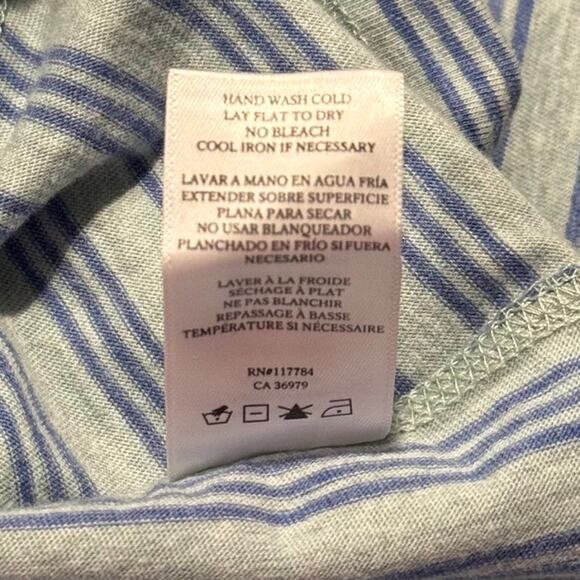 HAND WASH COLD
LAY FLAT TO DRY
NO BLEACH
COOL IRON IF NECESSARY
LAVAR A MANO EN AGUA FRÍA
EXTENDER SOBRE SUPERFICIE
PLANA PARA SECAR
NO USAR BLANQUEADOR
PLANCHADO EN FRÍO SI FUERA
NECESARIO
LAVER À LA FROIDE
SÉCHAGE À PLAT
NE PAS BLANCHIR
REPASSAGE À BASSE
TEMPÉRATURE SI NÉCESSAIRE
RN#117784
CA 36979